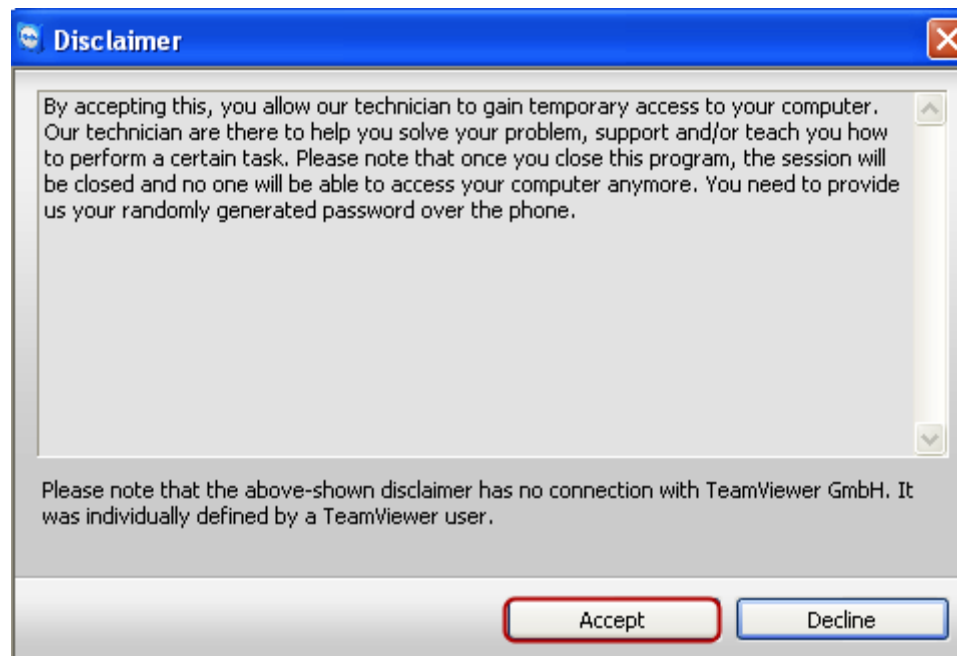 Disclaimer
By accepting this, you allow our technician to gain temporary access to your computer.
Our technician are there to help you solve your problem, support and/or teach you how
to perform a certain task. Please note that once you close this program, the session will
be closed and no one will be able to access your computer anymore. You need to provide
us your randomly generated password over the phone.
Please note that the above-shown disclaimer has no connection with TeamViewer GmbH. It
was individually defined by a TeamViewer user.
Accept Decline